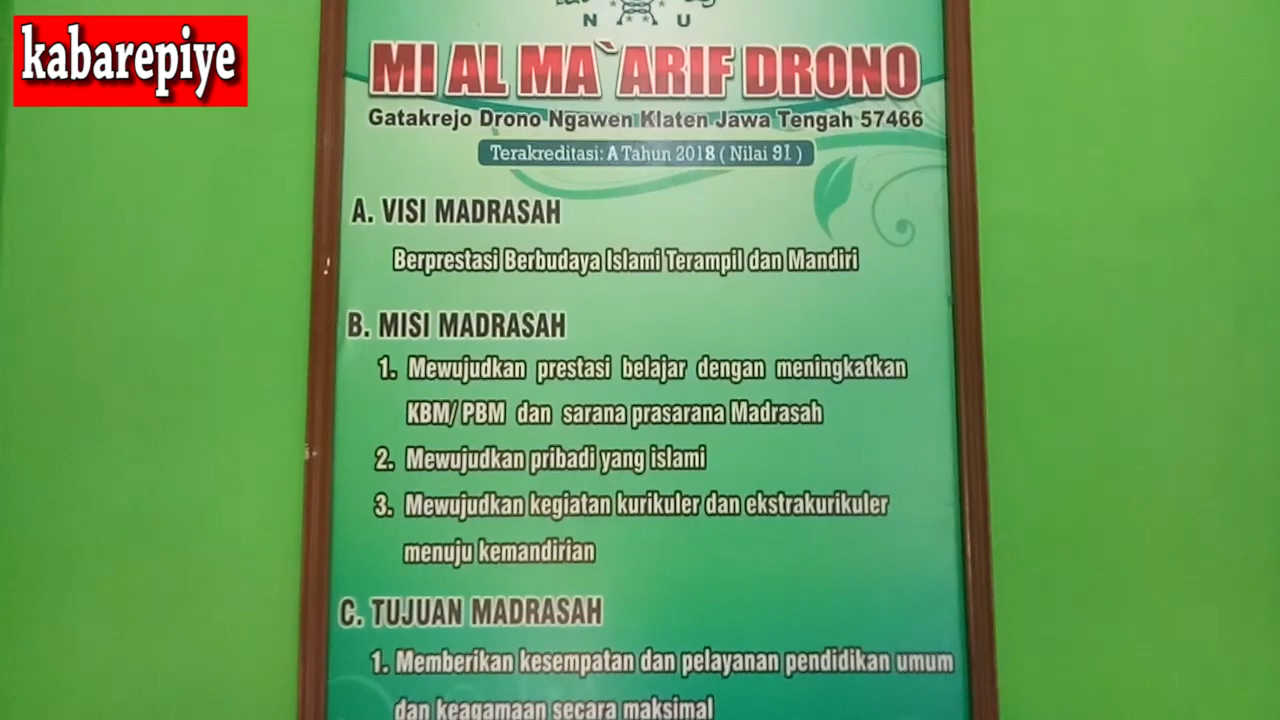 kabarepiye
N U
MI AL MA`ARIF DRONO
Gatakrejo Drono Ngawen Klaten Jawa Tengah 57466
Terakreditasi: A Tahun 2018 ( Nilai 91 )
A. VISI MADRASAH
Berprestasi Berbudaya Islami Terampil dan Mandiri
B. MISI MADRASAH
1. Mewujudkan prestasi belajar dengan meningkatkan
KBM/ PBM dan sarana prasarana Madrasah
2. Mewujudkan pribadi yang islami
3. Mewujudkan kegiatan kurikuler dan ekstrakurikuler
menuju kemandirian
C. TUJUAN MADRASAH
1. Memberikan kesempatan dan pelayanan pendidikan umum
dan keagamaan secara maksimal